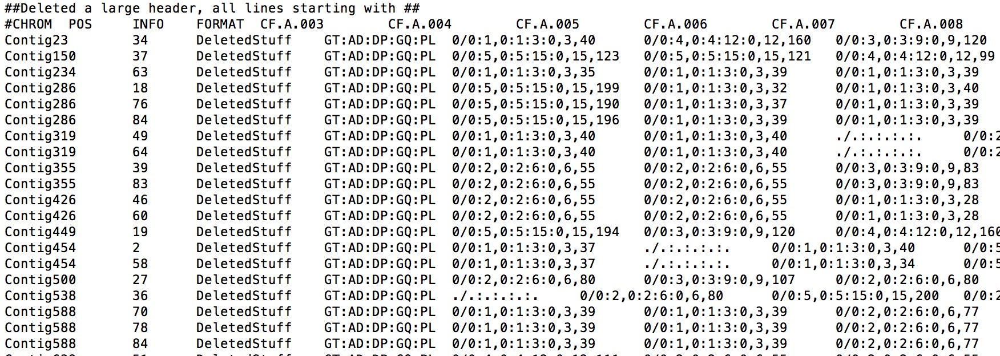 ##Deleted a large header, all lines starting with ##
#CHROM POS INFO FORMAT CF.A.003 CF.A.004 CF.A.005 CF.A.006 CF.A.007 CF.A.008
Contig23 34 DeletedStuff GT:AD:DP:GQ:PL 0/0:1,0:1:3:0,3,40 0/0:4,0:4:12:0,12,160 0/0:3,0:3:9:0,9,120
Contig150 37 DeletedStuff GT:AD:DP:GQ:PL 0/0:5,0:5:15:0,15,123 0/0:5,0:5:15:0,15,121 0/0:4,0:4:12:0,12,99
Contig234 63 DeletedStuff GT:AD:DP:GQ:PL 0/0:1,0:1:3:0,3,35 0/0:1,0:1:3:0,3,39 0/0:1,0:1:3:0,3,39
Contig286 18 DeletedStuff GT:AD:DP:GQ:PL 0/0:5,0:5:15:0,15,199 0/0:1,0:1:3:0,3,32 0/0:1,0:1:3:0,3,40
Contig286 76 DeletedStuff GT:AD:DP:GQ:PL 0/0:5,0:5:15:0,15,190 0/0:1,0:1:3:0,3,37 0/0:1,0:1:3:0,3,39
Contig286 84 DeletedStuff GT:AD:DP:GQ:PL 0/0:5,0:5:15:0,15,196 0/0:1,0:1:3:0,3,39 0/0:1,0:1:3:0,3,39
Contig319 49 DeletedStuff GT:AD:DP:GQ:PL 0/0:1,0:1:3:0,3,40 0/0:1,0:1:3:0,3,40 ./.:.:.:.:. 0/0:2
Contig319 64 DeletedStuff GT:AD:DP:GQ:PL 0/0:1,0:1:3:0,3,40 0/0:1,0:1:3:0,3,40 ./.:.:.:.:. 0/0:2
Contig355 39 DeletedStuff GT:AD:DP:GQ:PL 0/0:2,0:2:6:0,6,55 0/0:2,0:2:6:0,6,55 0/0:3,0:3:9:0,9,83
Contig355 83 DeletedStuff GT:AD:DP:GQ:PL 0/0:2,0:2:6:0,6,55 0/0:2,0:2:6:0,6,55 0/0:3,0:3:9:0,9,83
Contig426 46 DeletedStuff GT:AD:DP:GQ:PL 0/0:2,0:2:6:0,6,55 0/0:2,0:2:6:0,6,55 0/0:1,0:1:3:0,3,28
Contig426 60 DeletedStuff GT:AD:DP:GQ:PL 0/0:2,0:2:6:0,6,55 0/0:2,0:2:6:0,6,55 0/0:1,0:1:3:0,3,28
Contig449 19 DeletedStuff GT:AD:DP:GQ:PL 0/0:5,0:5:15:0,15,194 0/0:3,0:3:9:0,9,120 0/0:4,0:4:12:0,12,160
Contig454 2 DeletedStuff GT:AD:DP:GQ:PL 0/0:1,0:1:3:0,3,37 ./.:.:.:.:. 0/0:1,0:1:3:0,3,40 0/0:5
Contig454 58 DeletedStuff GT:AD:DP:GQ:PL 0/0:1,0:1:3:0,3,37 ./.:.:.:.:. 0/0:1,0:1:3:0,3,34 0/0:5
Contig500 27 DeletedStuff GT:AD:DP:GQ:PL 0/0:2,0:2:6:0,6,80 0/0:3,0:3:9:0,9,107 0/0:2,0:2:6:0,6,80
Contig538 36 DeletedStuff GT:AD:DP:GQ:PL ./.:.:.:.:. 0/0:2,0:2:6:0,6,80 0/0:5,0:5:15:0,15,200 0/0:2
Contig588 70 DeletedStuff GT:AD:DP:GQ:PL 0/0:1,0:1:3:0,3,39 0/0:1,0:1:3:0,3,39 0/0:2,0:2:6:0,6,77
Contig588 78 DeletedStuff GT:AD:DP:GQ:PL 0/0:1,0:1:3:0,3,39 0/0:1,0:1:3:0,3,39 0/0:2,0:2:6:0,6,77
Contig588 84 DeletedStuff GT:AD:DP:GQ:PL 0/0:1,0:1:3:0,3,39 0/0:1,0:1:3:0,3,39 0/0:2,0:2:6:0,6,77